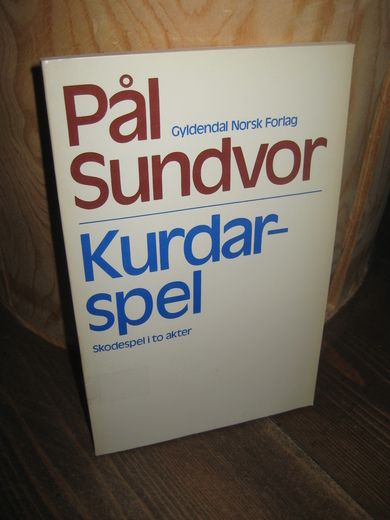 Pål
Gyldendal Norsk Forlag
Sundvor
Kurdar-
spel
Skodespel i to akter